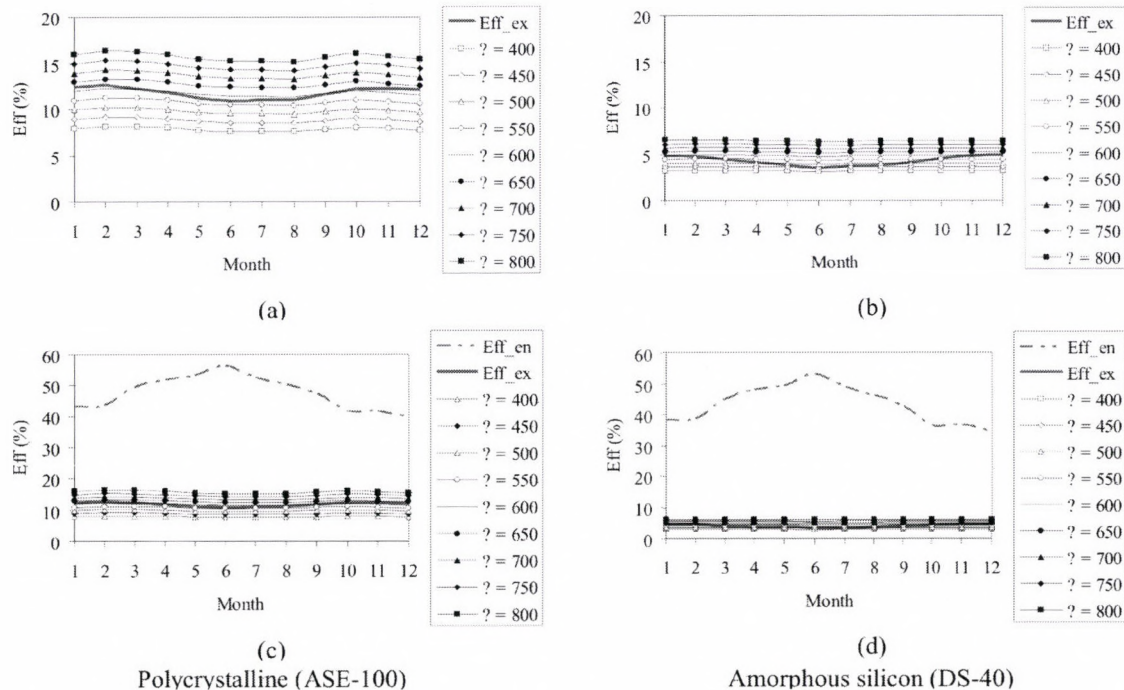 20
15
10
5
0
Eff (%)
1 2 3 4 5 6 7 8 9 10 11 12
Month
Eff_ex
? = 400
? = 450
? = 500
? = 550
? = 600
? = 650
? = 700
? = 750
? = 800
(a)
20
15
10
5
0
Eff (%)
1 2 3 4 5 6 7 8 9 10 11 12
Month
Eff_ex
? = 400
? = 450
? = 500
? = 550
? = 600
? = 650
? = 700
? = 750
? = 800
(b)
60
50
40
30
20
10
0
Eff (%)
1 2 3 4 5 6 7 8 9 10 11 12
Month
Eff_en
Eff_ex
? = 400
? = 450
? = 500
? = 550
? = 600
? = 650
? = 700
? = 750
? = 800
(c)
Polycrystalline (ASE-100)
60
50
40
30
20
10
0
Eff (%)
1 2 3 4 5 6 7 8 9 10 11 12
Month
Eff_en
Eff_ex
? = 400
? = 450
? = 500
? = 550
? = 600
? = 650
? = 700
? = 750
? = 800
(d)
Amorphous silicon (DS-40)